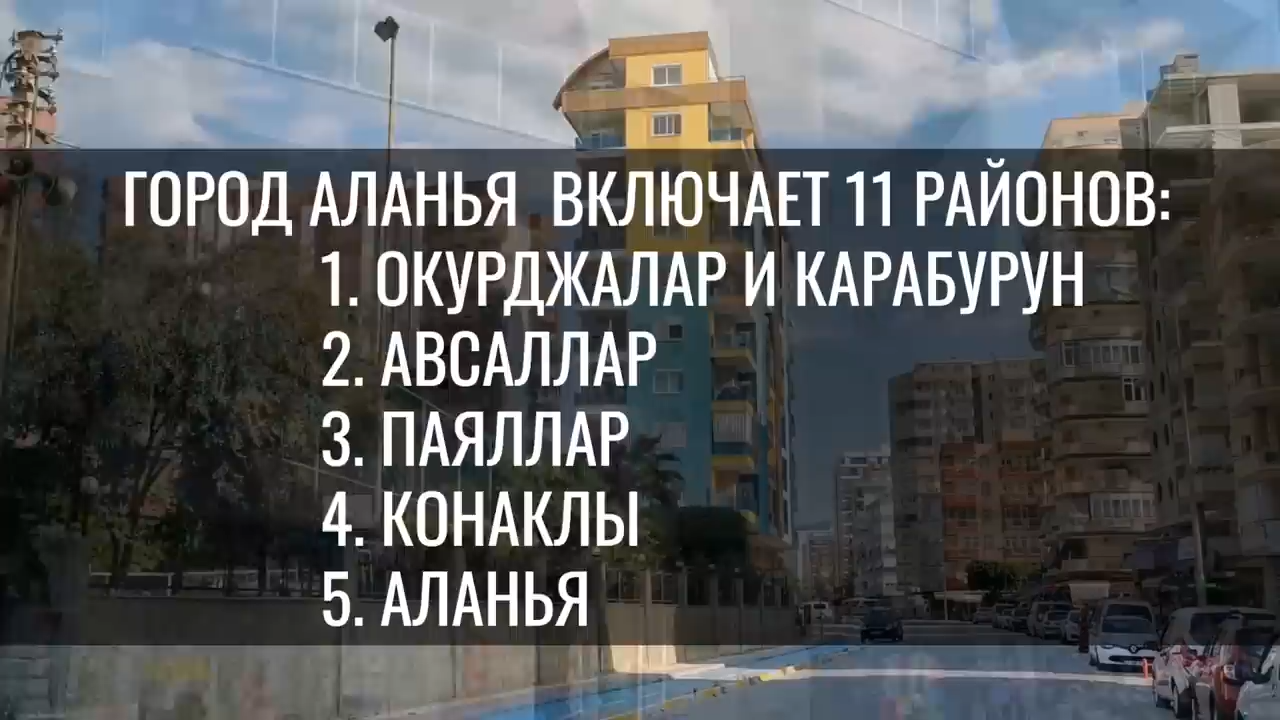 ГОРОД АЛАНЬЯ ВКЛЮЧАЕТ 11 РАЙОНОВ:
1. ОКУРДЖАЛАР И КАРАБУРУН
2. АВСАЛЛАР
3. ПАЯЛЛАР
4. КОНАКЛЫ
5. АЛАНЬЯ